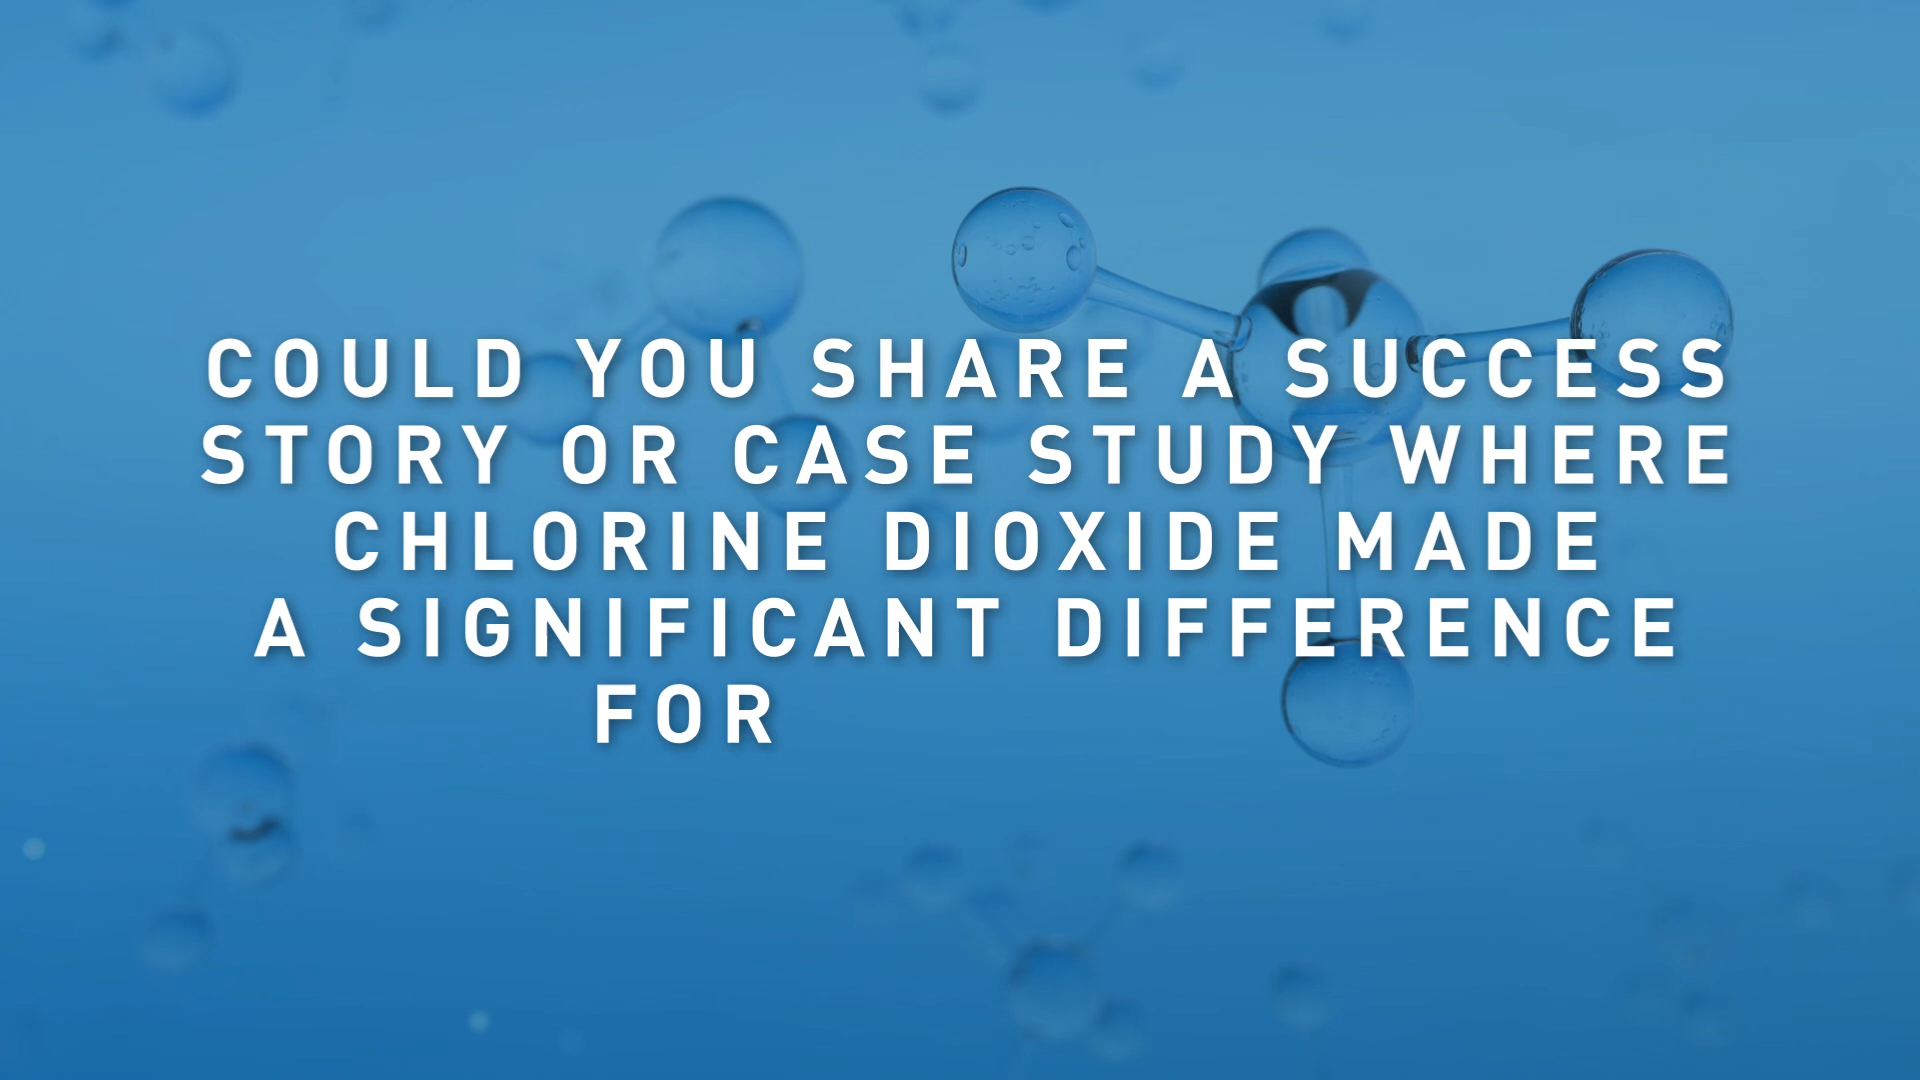 COULD YOU SHARE A SUCCESS
STORY OR CASE STUDY WHERE
CHLORINE DIOXIDE MADE
A SIGNIFICANT DIFFERENCE
FOR